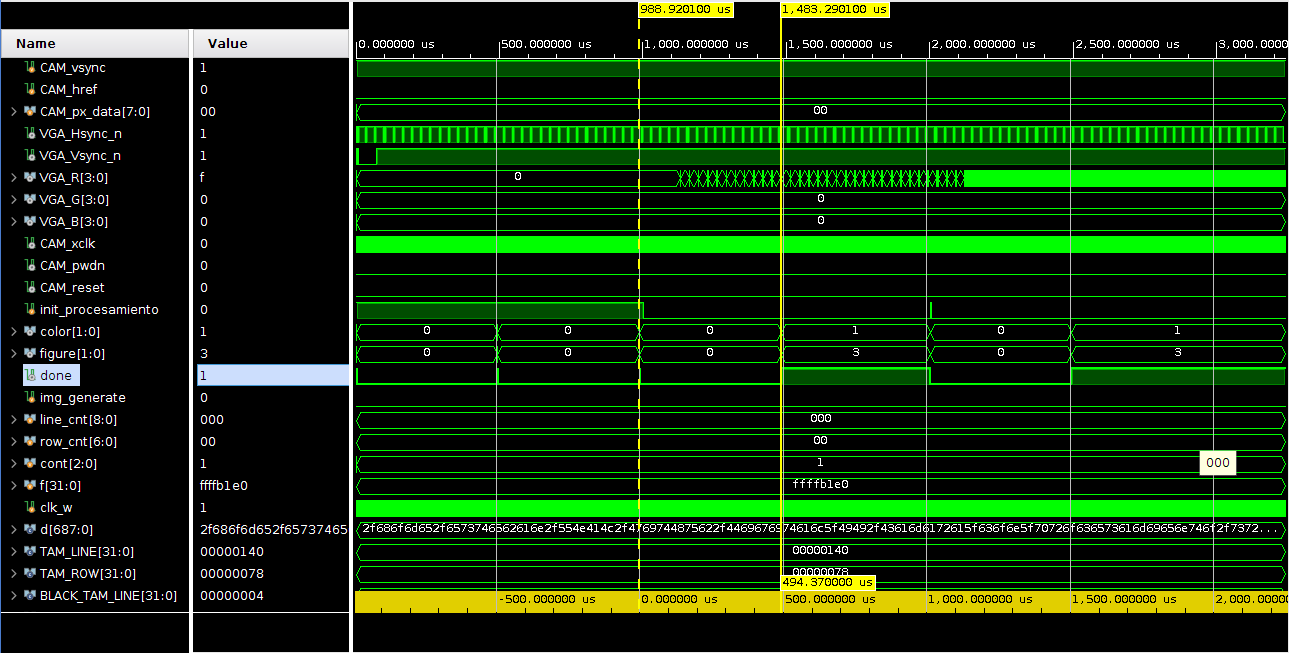 988.920100 us 1,483.290100 us
Name Value
0.000000 us 500.000000 us 1,000.000000 us 1,500.000000 us 2,000.000000 us 2,500.000000 us 3,000.0000
CAM_vsync 1
CAM_href 0
CAM_px_data[7:0] 00 00
VGA_Hsync_n 1
VGA_Vsync_n 1
VGA_R[3:0] f 0
VGA_G[3:0] 0 0
VGA_B[3:0] 0 0
CAM_xclk 0
CAM_pwdn 0
CAM_reset 0
init_procesamiento 0
color[1:0] 1 0 0 0 1 0 1
figure[1:0] 3 0 0 0 3 0 3
done 1
img_generate 0
line_cnt[8:0] 000 000
row_cnt[6:0] 00 00
cont[2:0] 1 1 000
f[31:0] ffffb1e0 ffffb1e0
clk_w 1
d[687:0] 2f686f6d652f65737465
TAM_LINE[31:0] 00000140 00000140
TAM_ROW[31:0] 00000078 00000078
494.370000 us
BLACK_TAM_LINE[31:0] 00000004
-500.000000 us 0.000000 us 500.000000 us 1,000.000000 us 1,500.000000 us 2,000.00000